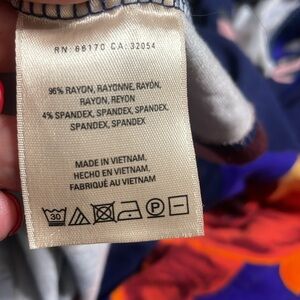 RN 66170 CA: 32054
96% RAYON, RAYONNE, RAYÓN,
RAYON, REYON
4% SPANDEX, SPANDEX, SPANDEX,
SPANDEX, SPANDEX
MADE IN VIETNAM,
HECHO EN VIETNAM,
FABRIQUÉ AU VIETNAM
30 P